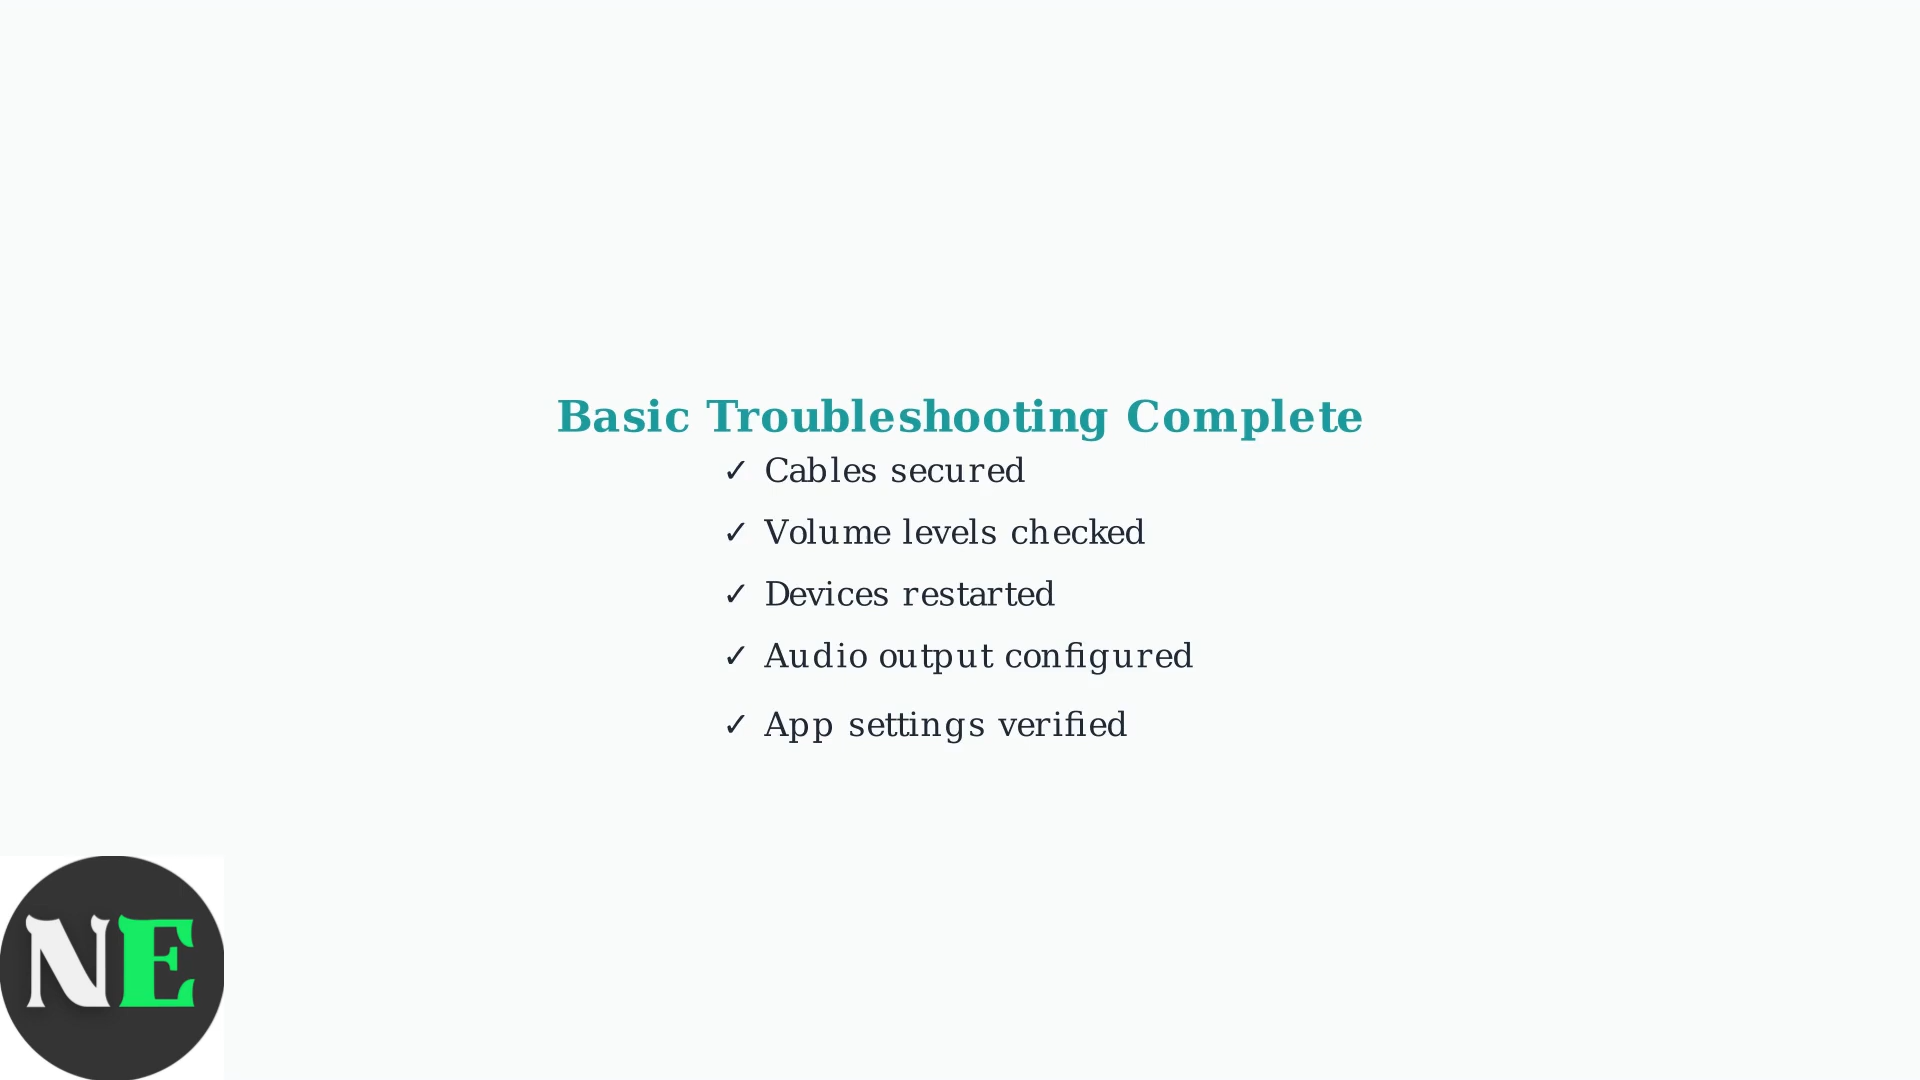 Basic Troubleshooting Complete
✓ Cables secured
✓ Volume levels checked
✓ Devices restarted
✓ Audio output configured
✓ App settings verified
NE